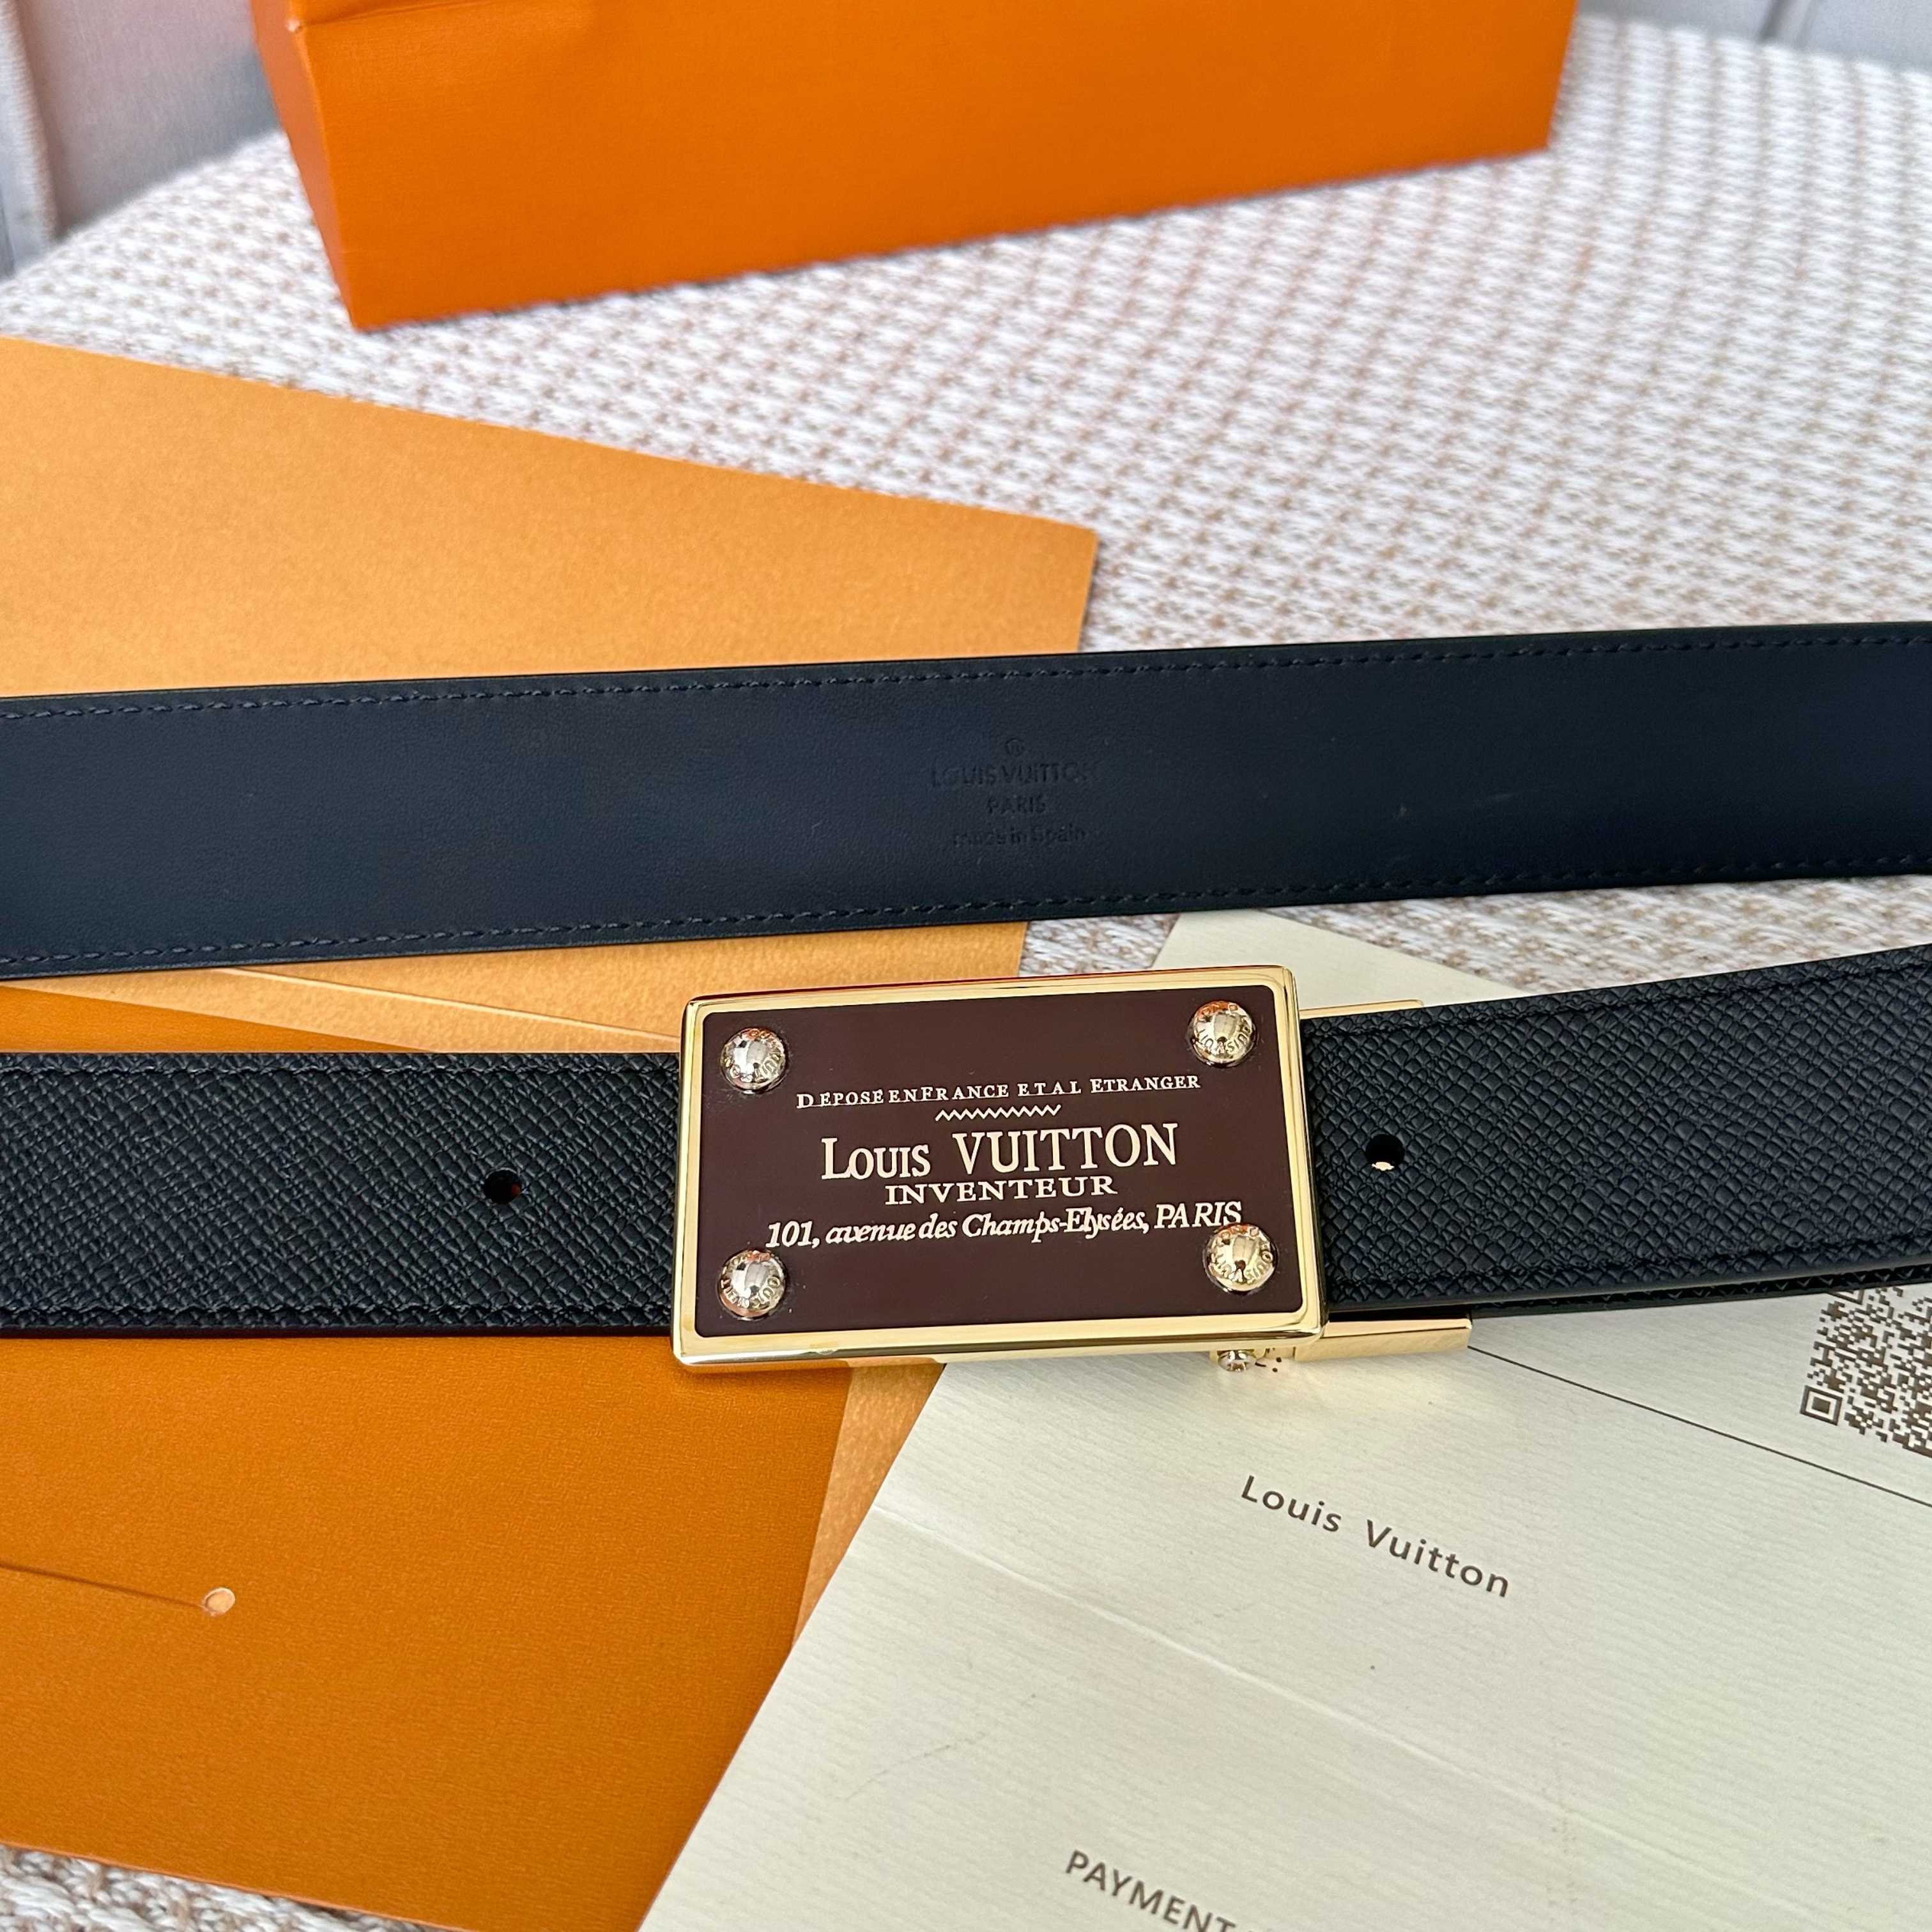 LOUIS VUITTON
PARIS
made in Spain
DEPOSÉ EN FRANCE ET A L ETRANGER
LOUIS VUITTON
INVENTEUR
101, avenue des Champs-Elysées, PARIS
Louis Vuitton
PAYMENT